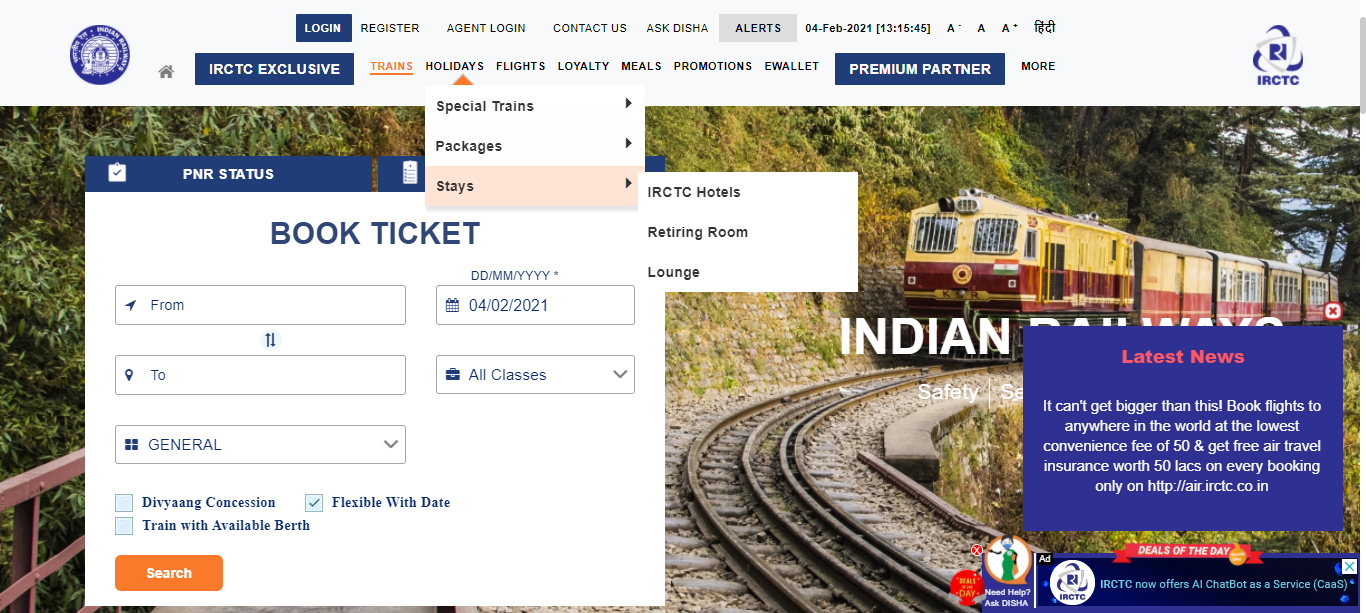 LOGIN REGISTER AGENT LOGIN CONTACT US ASK DISHA ALERTS 04-Feb-2021 [13:15:45] A - A A + हिंदी
INDIAN RAILWAYS
IRCTC EXCLUSIVE TRAINS HOLIDAYS FLIGHTS LOYALTY MEALS PROMOTIONS EWALLET PREMIUM PARTNER MORE
IRCTC
Special Trains
Packages
Stays
IRCTC Hotels
Retiring Room
Lounge
PNR STATUS
BOOK TICKET
DD/MM/YYYY *
From
04/02/2021
To
All Classes
GENERAL
Divyaang Concession
Flexible With Date
Train with Available Berth
Search
INDIAN RAILWAYS
Safety | Se
Latest News
It can't get bigger than this! Book flights to
anywhere in the world at the lowest
convenience fee of 50 & get free air travel
insurance worth 50 lacs on every booking
only on http://air.irctc.co.in
DEALS
OF THE
DAY
Need Help?
Ask DISHA
Ad
DEALS OF THE DAY
IRCTC
IRCTC now offers AI ChatBot as a Service (CaaS)